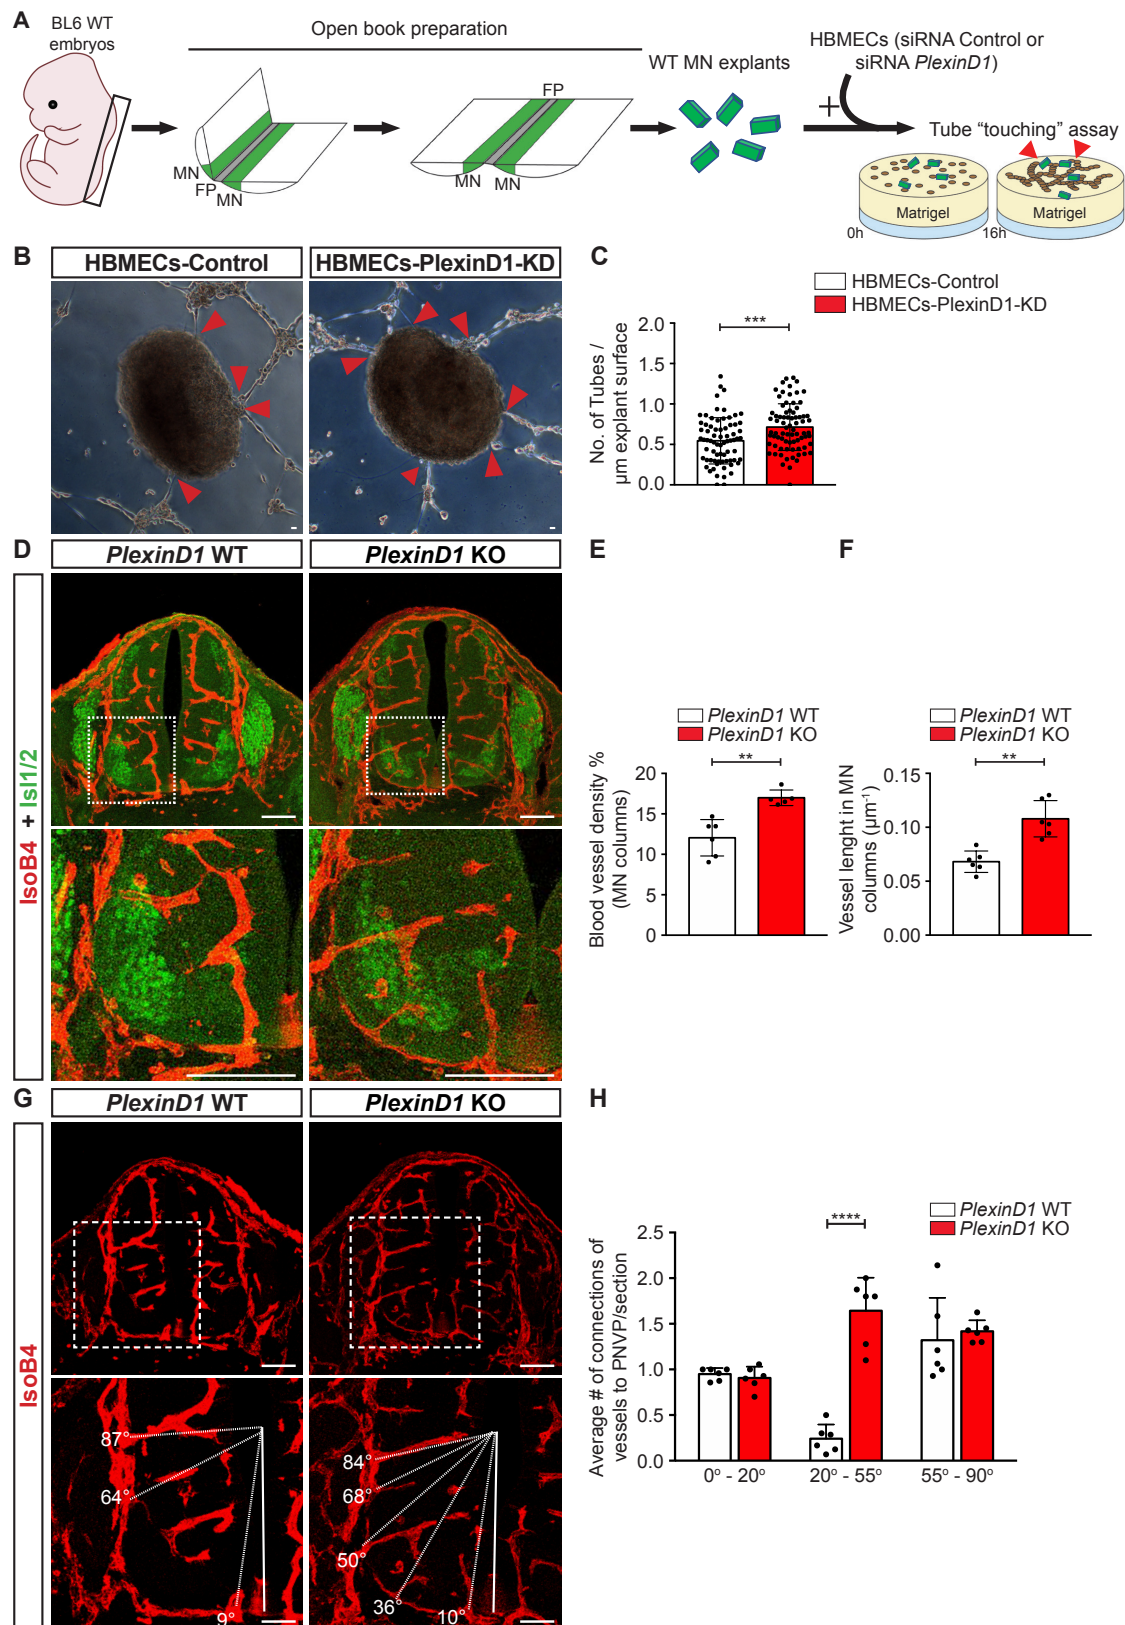 A
BL6 WT
embryos
Open book preparation
MN
FP
MN
FP
MN
MN
WT MN explants
HBMECs (siRNA Control or
siRNA PlexinD1)
+
Tube “touching” assay
Matrigel
Matrigel
0h
16h
B
HBMECs-Control
HBMECs-PlexinD1-KD
C
HBMECs-Control
HBMECs-PlexinD1-KD
No. of Tubes /
µm explant surface
2.0
1.5
1.0
0.5
0.0
***
D
PlexinD1 WT
PlexinD1 KO
IsoB4 + Isl1/2
E
PlexinD1 WT
PlexinD1 KO
Blood vessel density %
(MN columns)
20
15
10
5
0
**
F
PlexinD1 WT
PlexinD1 KO
Vessel lenght in MN
columns (µm⁻¹)
0.15
0.10
0.05
0.00
**
G
PlexinD1 WT
PlexinD1 KO
IsoB4
87°
64°
9°
84°
68°
50°
36°
10°
H
PlexinD1 WT
PlexinD1 KO
Average # of connections of
vessels to PNVP/section
2.5
2.0
1.5
1.0
0.5
0.0
****
0° - 20°
20° - 55°
55° - 90°